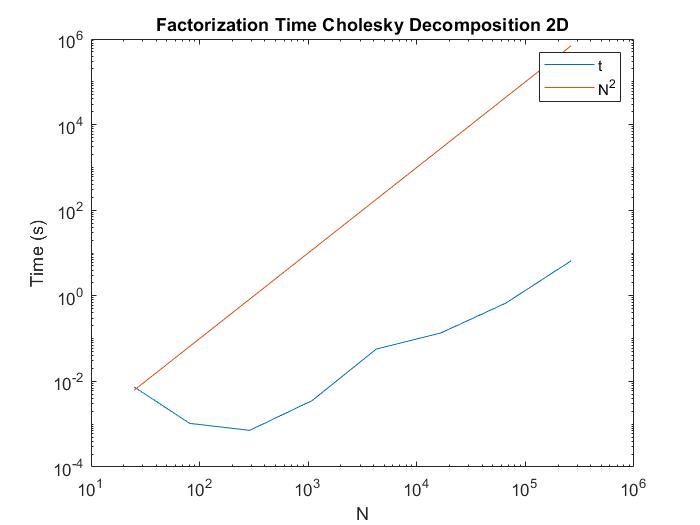 Factorization Time Cholesky Decomposition 2D
10^6
10^4
10^2
10^0
10^-2
10^-4
Time (s)
t
N^2
10^1 10^2 10^3 10^4 10^5 10^6
N